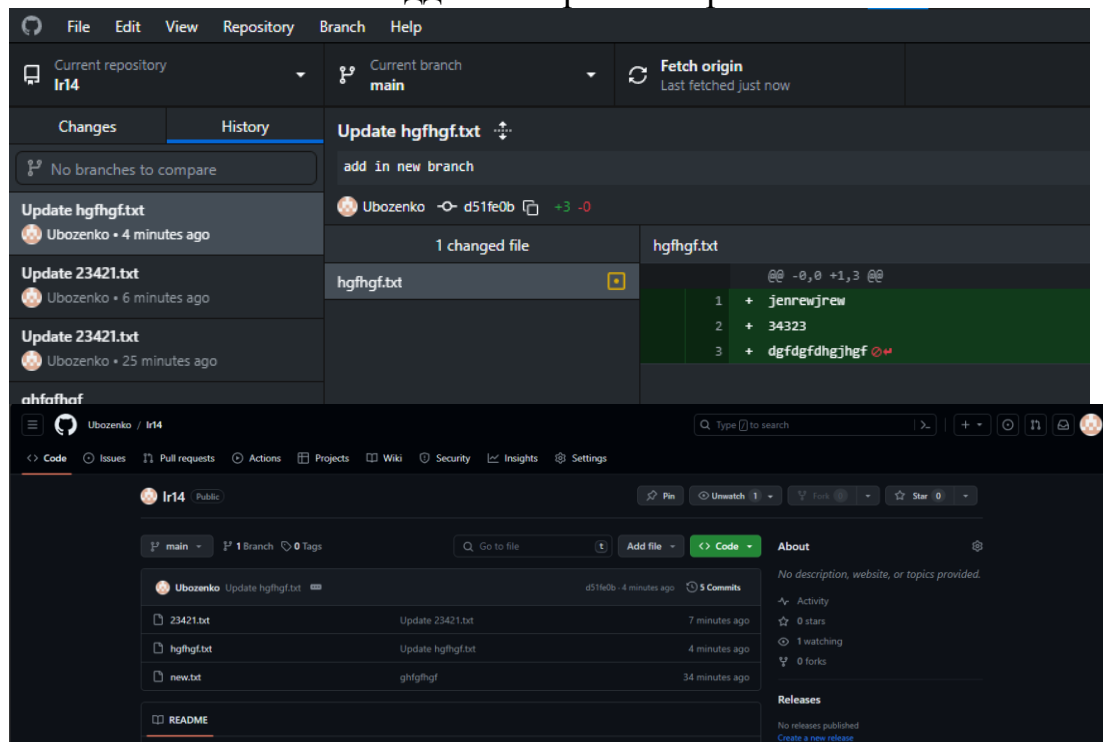 File Edit View Repository Branch Help
Current repository
lr14
Current branch
main
Fetch origin
Last fetched just now
Changes History
No branches to compare
Update hgfhgf.txt
Ubozenko • 4 minutes ago
Update 23421.txt
Ubozenko • 6 minutes ago
Update 23421.txt
Ubozenko • 25 minutes ago
ghfgfhgf
Update hgfhgf.txt
add in new branch
Ubozenko d51fe0b +3 -0
1 changed file
hgfhgf.txt
hgfhgf.txt
@@ -0,0 +1,3 @@
1 + jenrewjrew
2 + 34323
3 + dgfdgfdhgjhgf
Ubozenko / lr14
Type / to search
Code Issues Pull requests Actions Projects Wiki Security Insights Settings
lr14 Public
Pin Unwatch 1 Fork 0 Star 0
main 1 Branch 0 Tags
Go to file t Add file <> Code
Ubozenko Update hgfhgf.txt
d51fe0b · 4 minutes ago 5 Commits
23421.txt Update 23421.txt 7 minutes ago
hgfhgf.txt Update hgfhgf.txt 4 minutes ago
new.txt ghfgfhgf 34 minutes ago
README
About
No description, website, or topics provided.
Activity
0 stars
1 watching
0 forks
Releases
No releases published
Create a new release